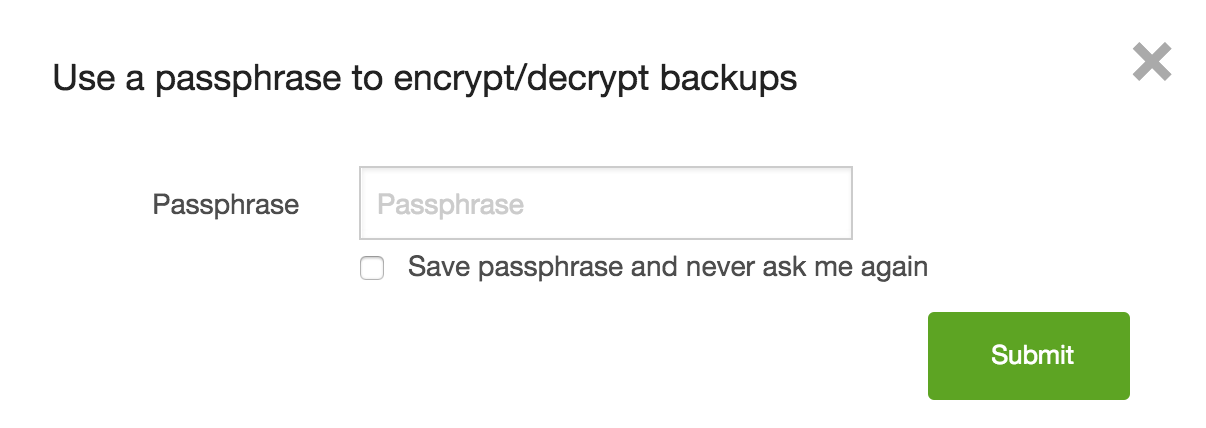 Use a passphrase to encrypt/decrypt backups
Passphrase
Passphrase
Save passphrase and never ask me again
Submit